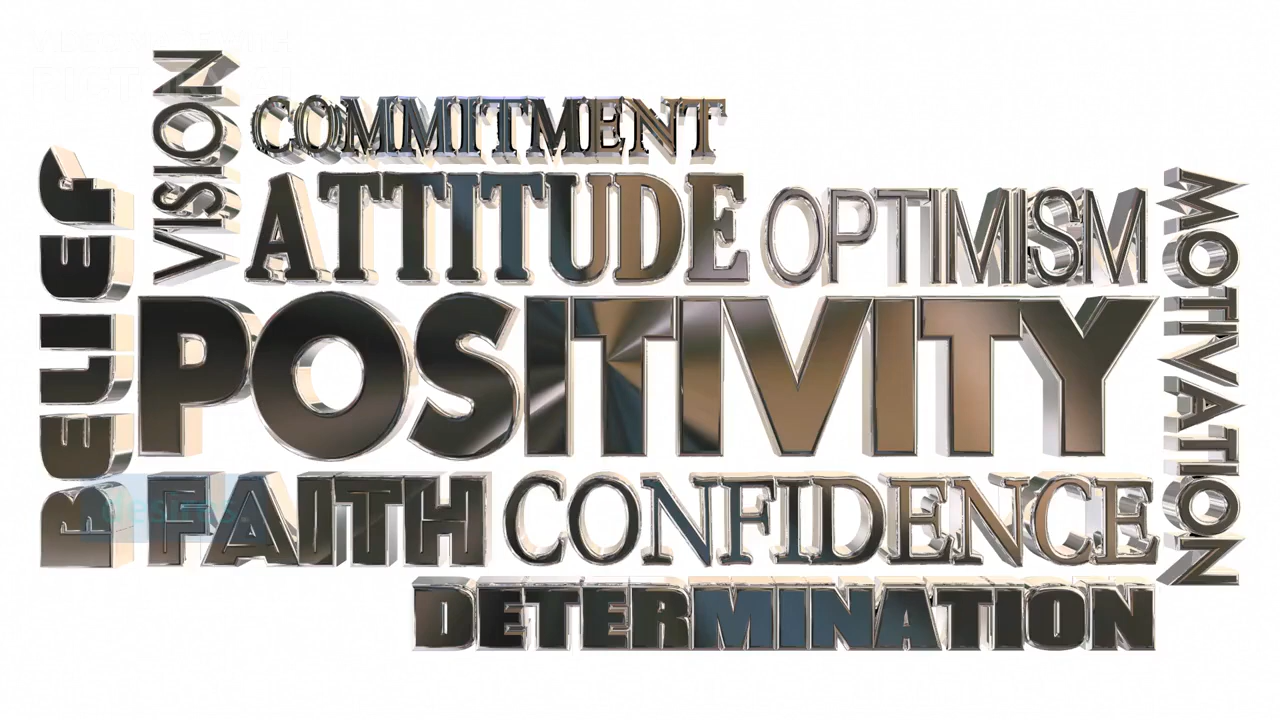 VISION
COMMITMENT
BELIEF
ATTITUDE
OPTIMISM
MOTIVATION
POSITIVITY
FAITH
CONFIDENCE
DETERMINATION